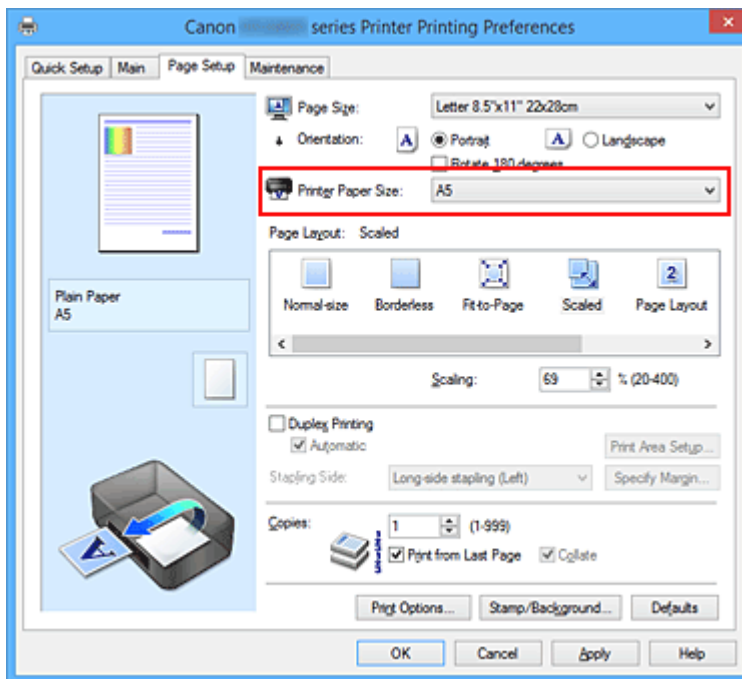 Canon series Printer Printing Preferences
Quick Setup Main Page Setup Maintenance
Page Size: Letter 8.5"x11" 22x28cm
Orientation: A Portrait A Landscape
Rotate 180 degrees
Printer Paper Size: A5
Page Layout: Scaled
2
Normal-size Borderless Fit-to-Page Scaled Page Layout
Plain Paper
A5
Scaling: 69 % (20-400)
Duplex Printing
Automatic Print Area Setup...
Stapling Side: Long-side stapling (Left) Specify Margin...
Copies: 1 (1-999)
Print from Last Page Collate
A
Print Options... Stamp/Background... Defaults
OK Cancel Apply Help